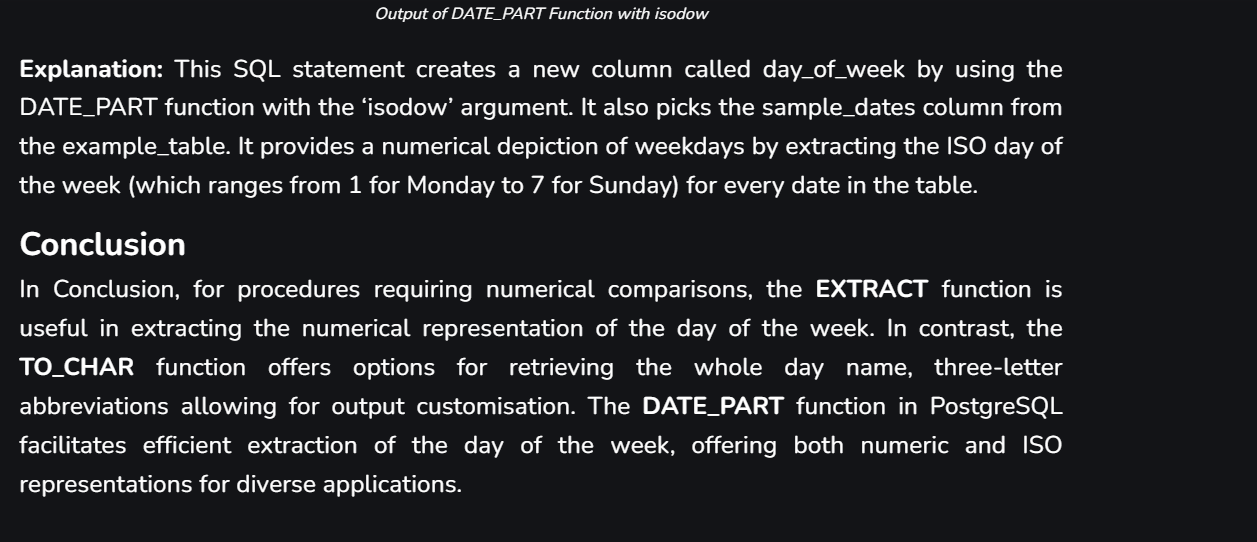 Output of DATE_PART Function with isodow
Explanation: This SQL statement creates a new column called day_of_week by using the
DATE_PART function with the ‘isodow’ argument. It also picks the sample_dates column from
the example_table. It provides a numerical depiction of weekdays by extracting the ISO day of
the week (which ranges from 1 for Monday to 7 for Sunday) for every date in the table.
Conclusion
In Conclusion, for procedures requiring numerical comparisons, the EXTRACT function is
useful in extracting the numerical representation of the day of the week. In contrast, the
TO_CHAR function offers options for retrieving the whole day name, three-letter
abbreviations allowing for output customisation. The DATE_PART function in PostgreSQL
facilitates efficient extraction of the day of the week, offering both numeric and ISO
representations for diverse applications.